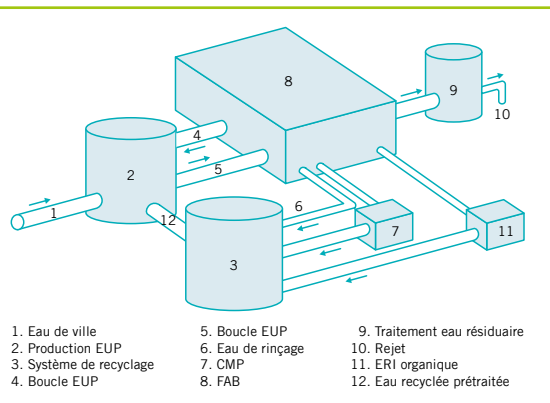 8
9
10
4
5
2
1
12
6
7
11
3
1. Eau de ville
2. Production EUP
3. Système de recyclage
4. Boucle EUP
5. Boucle EUP
6. Eau de rinçage
7. CMP
8. FAB
9. Traitement eau résiduaire
10. Rejet
11. ERI organique
12. Eau recyclée prétraitée